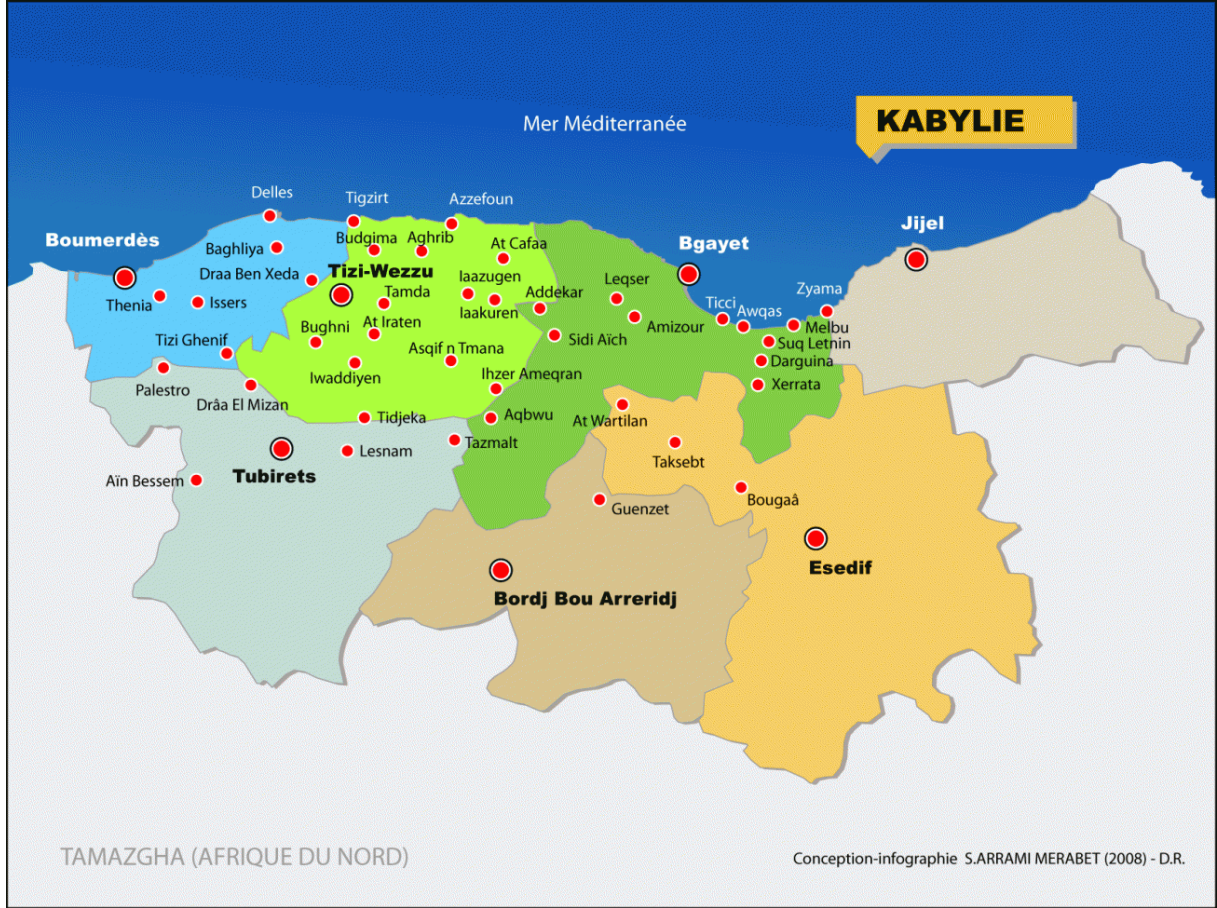 Mer Méditerranée
KABYLIE
Delles
Tigzirt
Azzefoun
Boumerdès
Baghliya
Budgima
Aghrib
At Cafaa
Bgayet
Jijel
Draa Ben Xeda
Tizi-Wezzu
Iaazugen
Leqser
Zyama
Thenia
Issers
Tamda
Iaakuren
Addekar
Ticci
Awqas
Bughni
At Iraten
Amizour
Melbu
Tizi Ghenif
Asqif n Tmana
Sidi Aïch
Suq Letnin
Darguina
Palestro
Iwaddiyen
Ihzer Ameqran
Xerrata
Drâa El Mizan
Tidjeka
Aqbwu
At Wartilan
Tazmalt
Lesnam
Taksebt
Tubirets
Aïn Bessem
Guenzet
Bougaâ
Esedif
Bordj Bou Arreridj
TAMAZGHA (AFRIQUE DU NORD)
Conception-infographie S.ARRAMI MERABET (2008) - D.R.